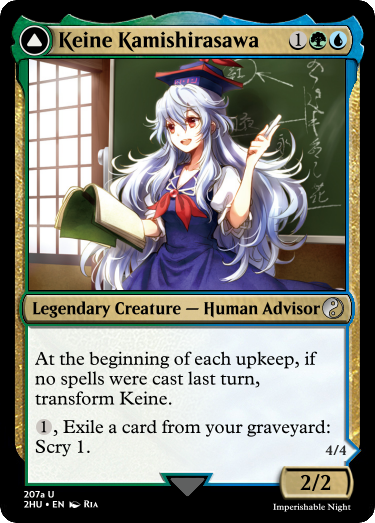 Keine Kamishirasawa 1
Legendary Creature — Human Advisor
At the beginning of each upkeep, if
no spells were cast last turn,
transform Keine.
1, Exile a card from your graveyard:
Scry 1.
4/4
2/2
207a U
2HU • EN Ria
Imperishable Night